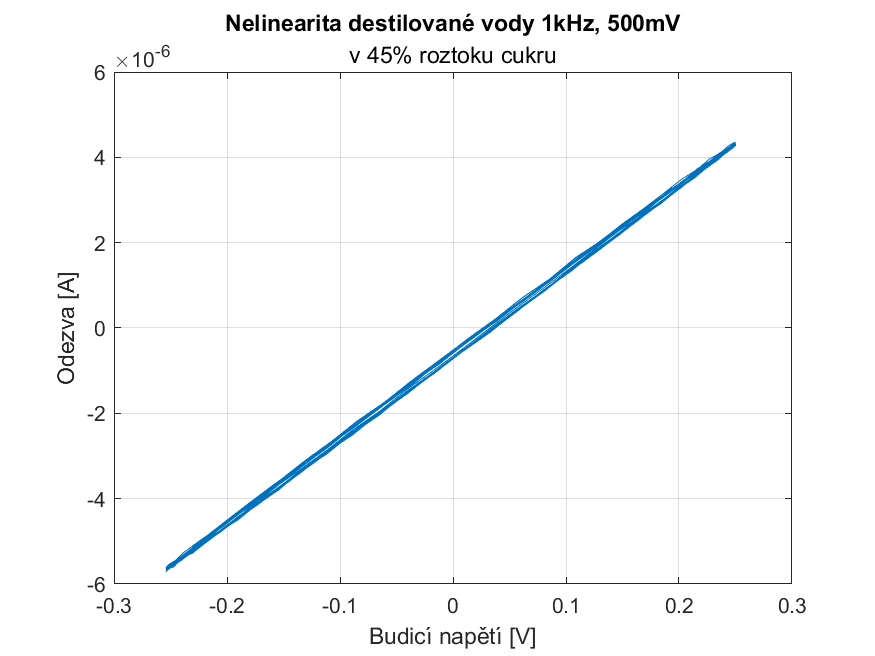 Nelinearita destilované vody 1kHz, 500mV
v 45% roztoku cukru
×10-6
6
4
2
0
-2
-4
-6
-0.3 -0.2 -0.1 0 0.1 0.2 0.3
Odezva [A]
Budicí napětí [V]